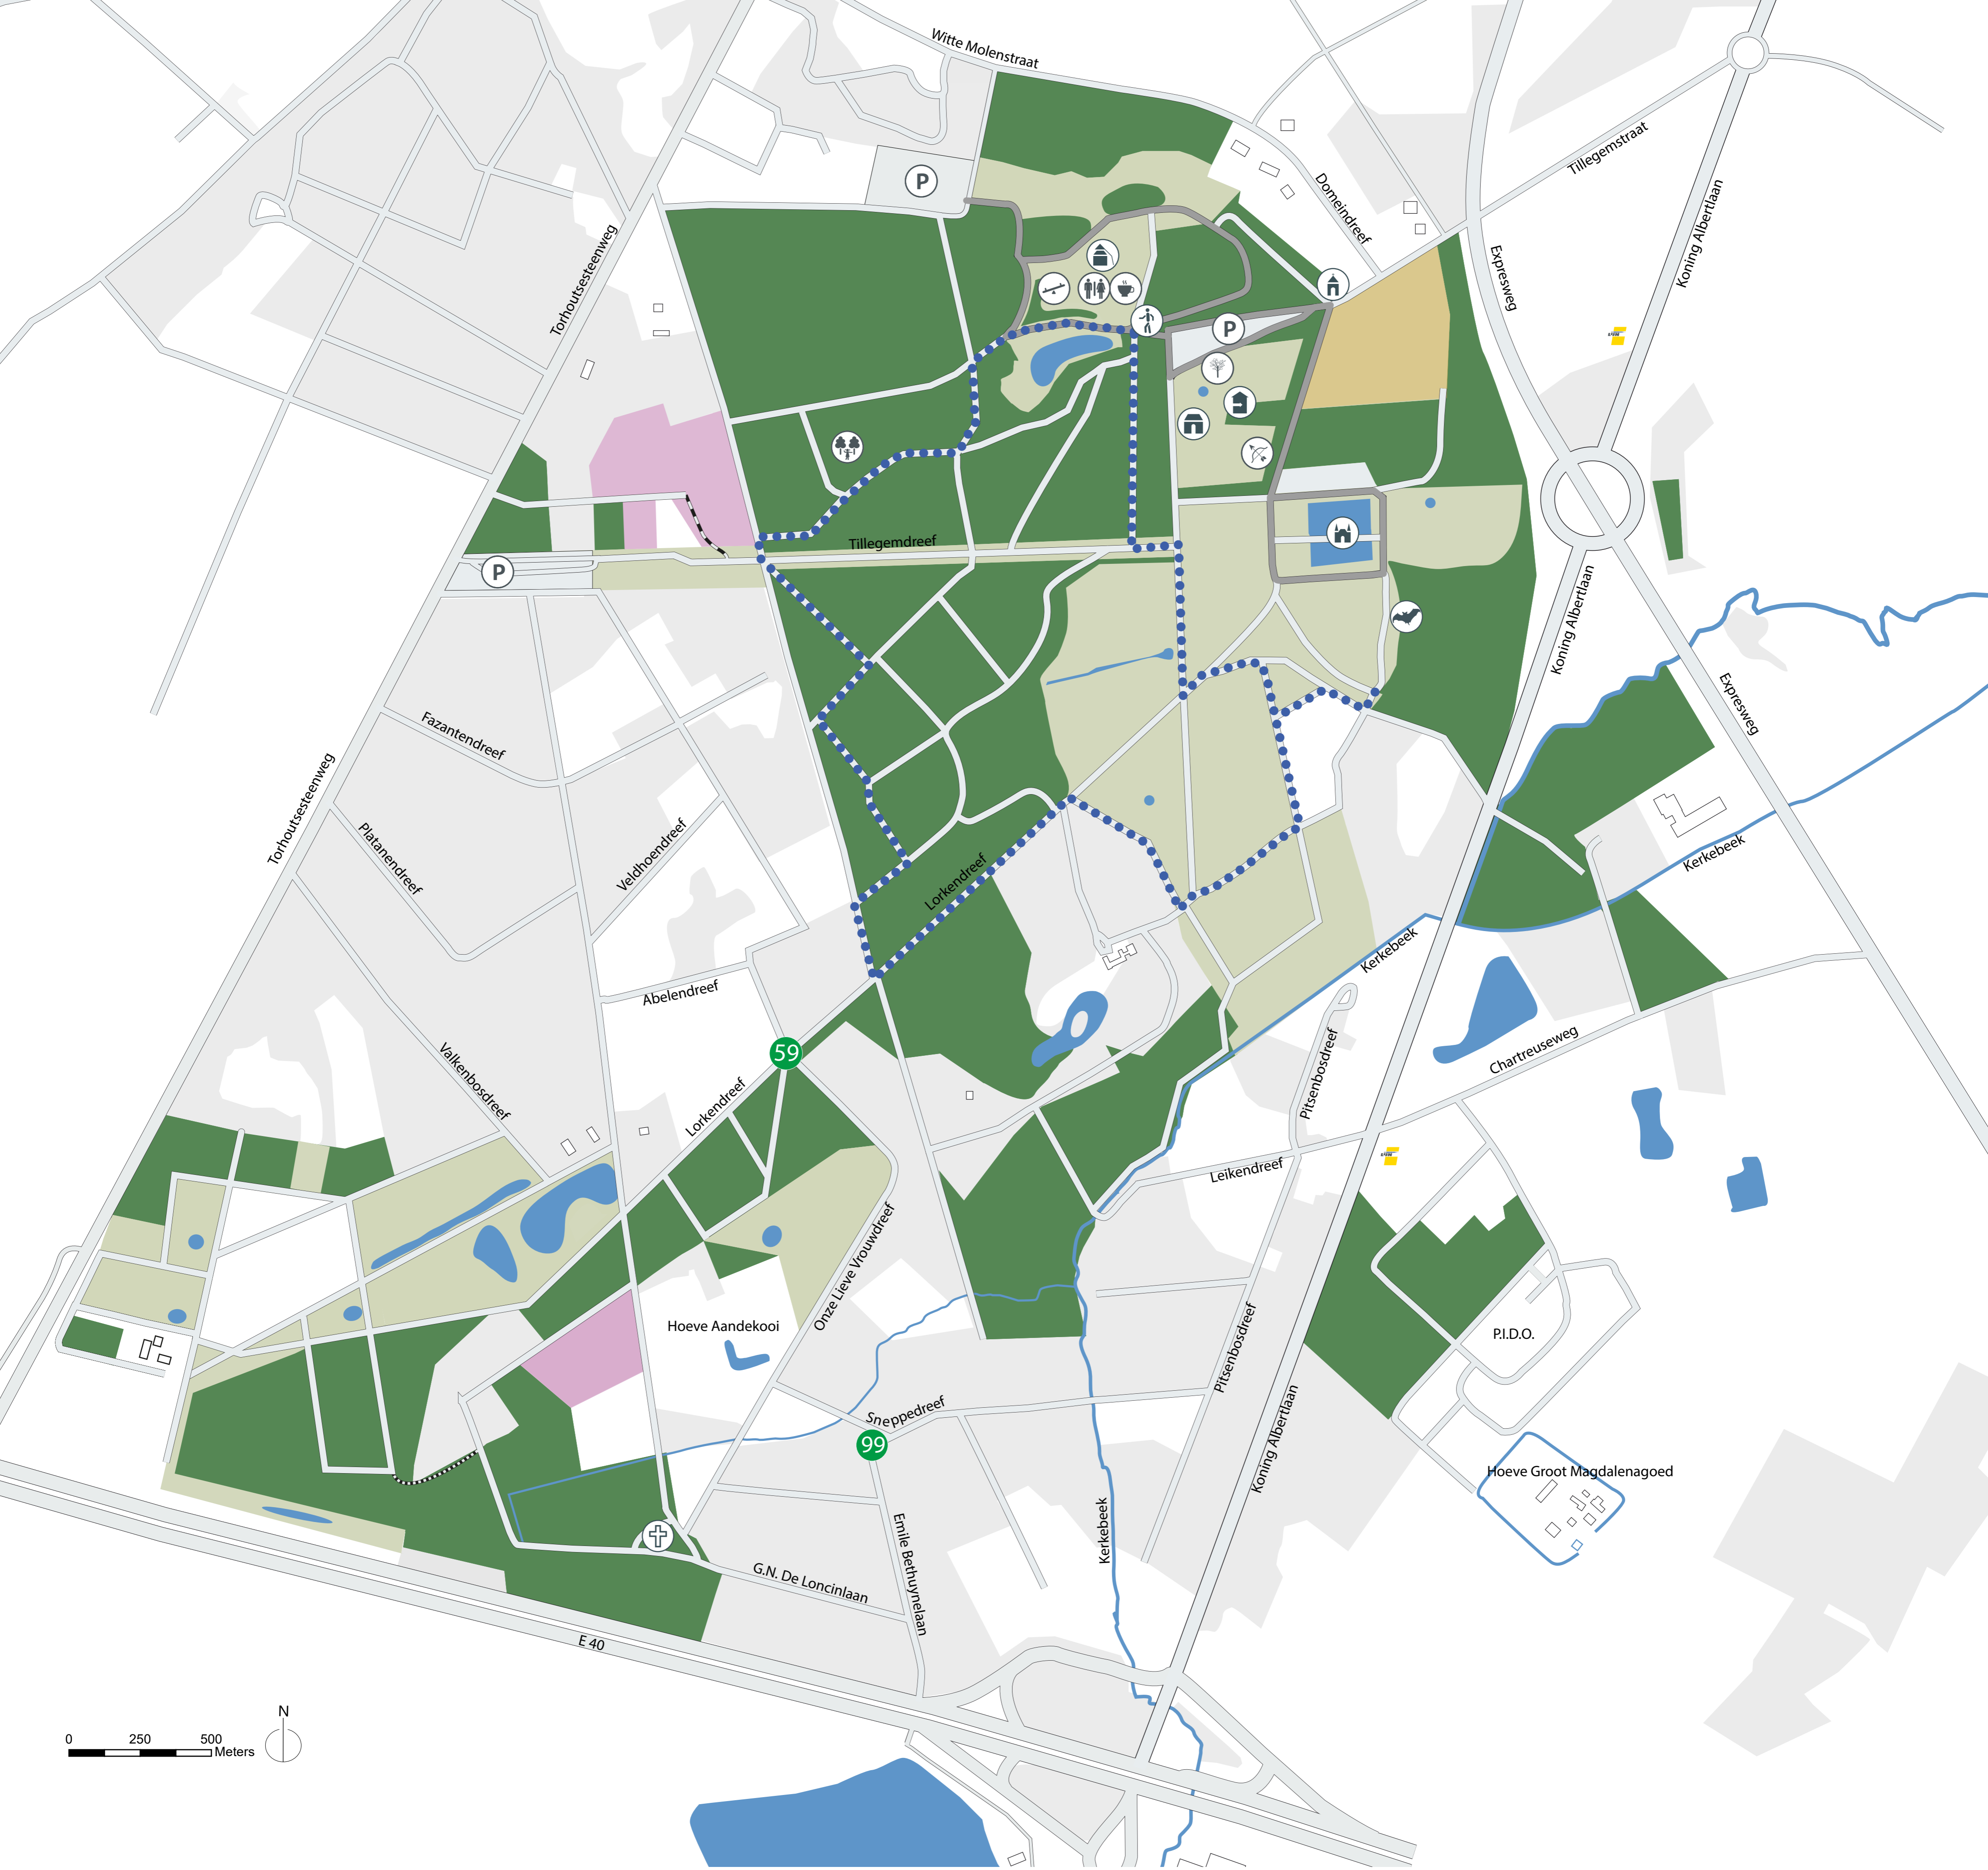 Witte Molenstraat
Tillegemstraat
P
Domeindreef
Koning Albertlaan
Torhoutsesteenweg
Expresweg
P
Tillegemdreef
P
Koning Albertlaan
Expresweg
Fazantendreef
Torhoutsesteenweg
Platanendreef
Veldhoendreef
Lorkendreef
Kerkebeek
Kerkebeek
Abelendreef
59
Valkenbosdreef
Lorkendreef
Pitsenbosdreef
Chartreuseweg
Leikendreef
Onze Lieve Vrouwdreef
Hoeve Aandekooi
P.I.D.O.
Pitsenbosdreef
Sneppedreef
99
Koning Albertlaan
Hoeve Groot Magdalenagoed
Kerkebeek
Emile Bethuynelaan
G.N. De Loncinlaan
E 40
N
0 250 500
Meters